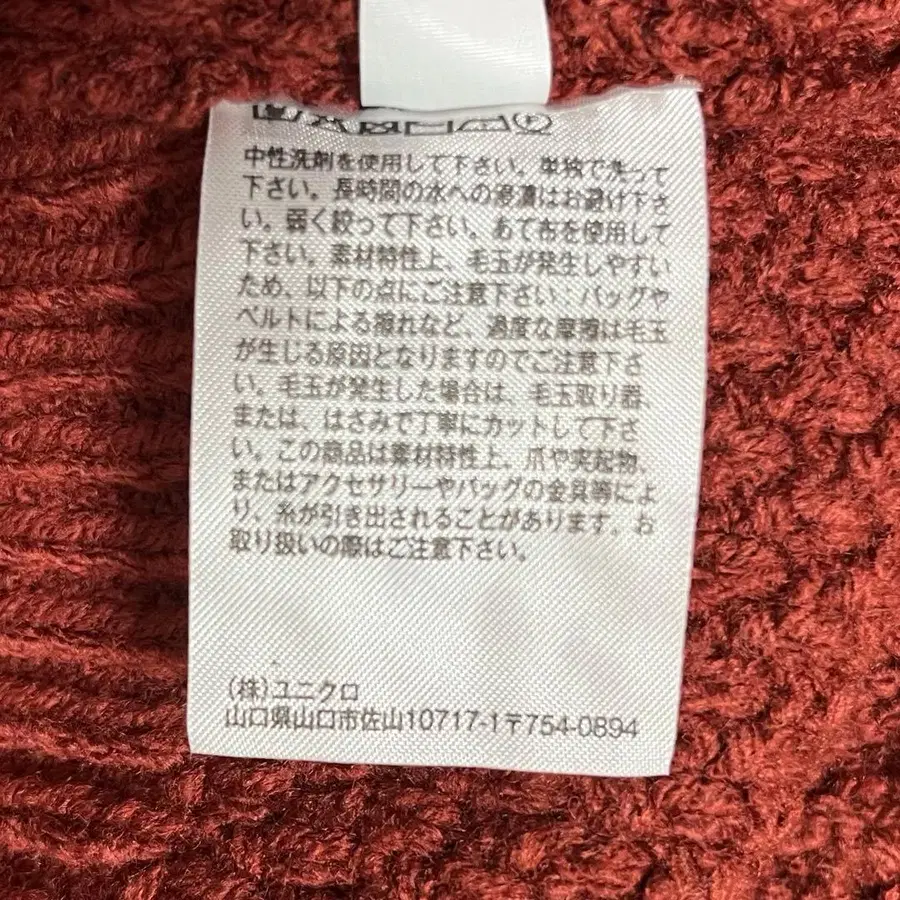 中性洗剤を使用して下さい。単独で洗って
下さい。長時間の水への浸漬はお避け下さ
い。弱く絞って下さい。あて布を使用して
下さい。素材特性上、毛玉が発生しやすい
ため、以下の点にご注意下さい：バッグや
ベルトによる擦れなど、過度な摩擦は毛玉
が生じる原因となりますのでご注意下さ
い。毛玉が発生した場合は、毛玉取り器、
または、はさみで丁寧にカットして下さ
い。この商品は素材特性上、爪や突起物、
またはアクセサリーやバッグの金具等によ
り、糸が引き出されることがあります。お
取り扱いの際はご注意下さい。
(株)ユニクロ
山口県山口市佐山10717-1〒754-0894